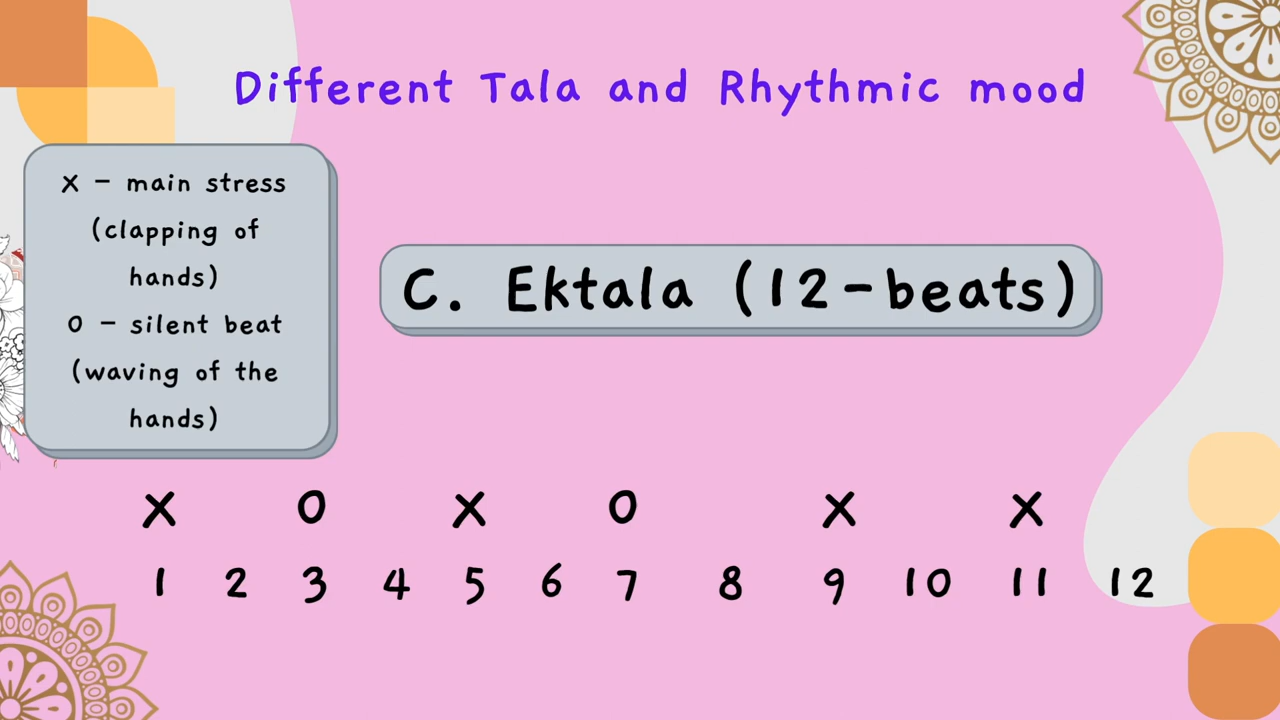 Different Tala and Rhythmic mood
X - main stress
(clapping of
hands)
0 - silent beat
(waving of the
hands)
C. Ektala (12-beats)
X 0 X 0 X X
1 2 3 4 5 6 7 8 9 10 11 12